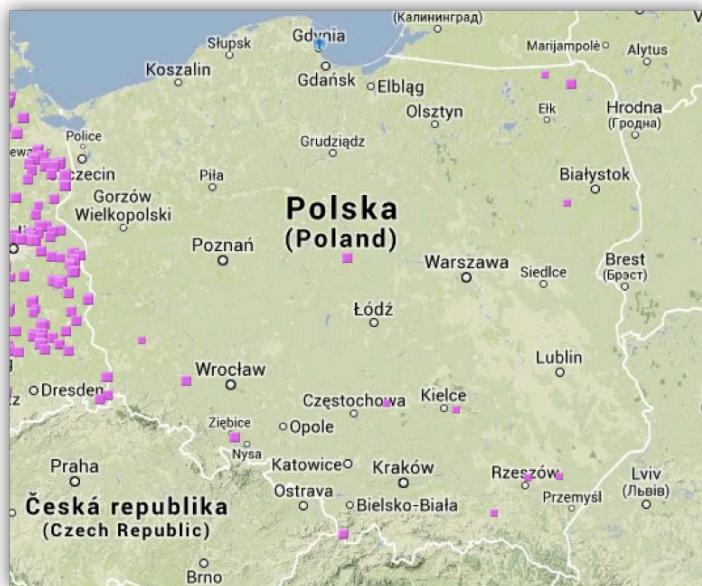 (Калининград)
Słupsk
Gdynia
Marijampolė
Alytus
Koszalin
Gdańsk
Elbląg
Olsztyn
Ełk
Hrodna
(Гродна)
Police
Grudziądz
Piła
Białystok
Gorzów
Wielkopolski
Polska
(Poland)
Poznań
Warszawa
Siedlce
Brest
(Брэст)
Łódź
Dresden
Wrocław
Lublin
Częstochowa
Kielce
Ziębice
Opole
Nysa
Praha
Katowice
Kraków
Rzeszów
Lviv
(Львів)
Česká republika
(Czech Republic)
Ostrava
Bielsko-Biała
Przemyśl
Brno